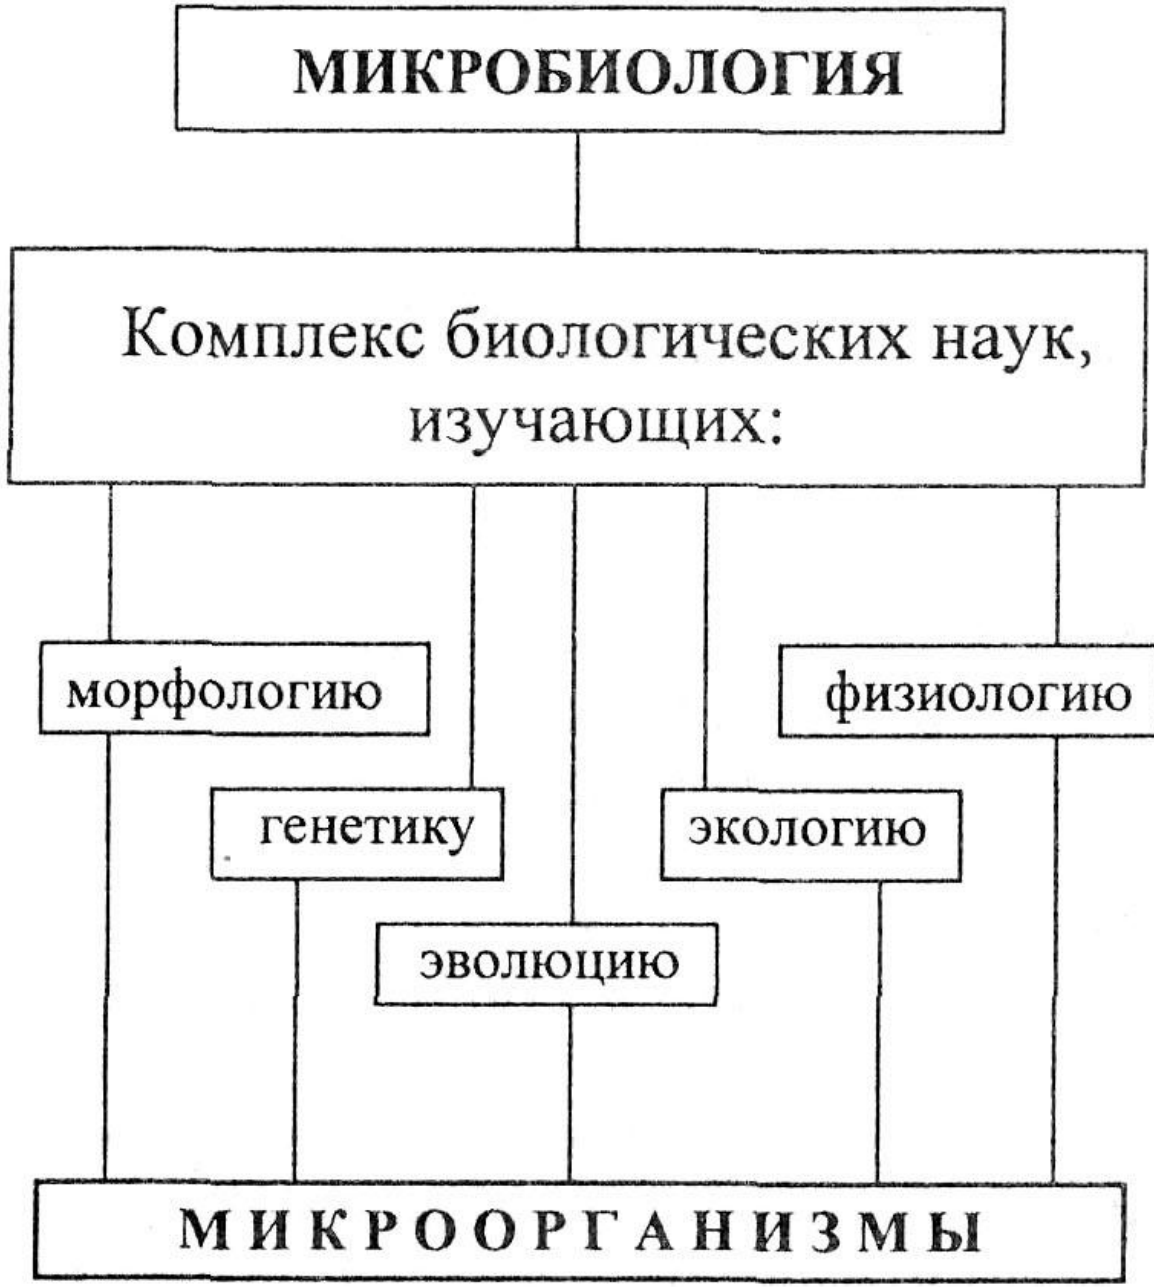 МИКРОБИОЛОГИЯ
Комплекс биологических наук,
изучающих:
морфологию
физиологию
генетику
экологию
эволюцию
МИКРООРГАНИЗМЫ